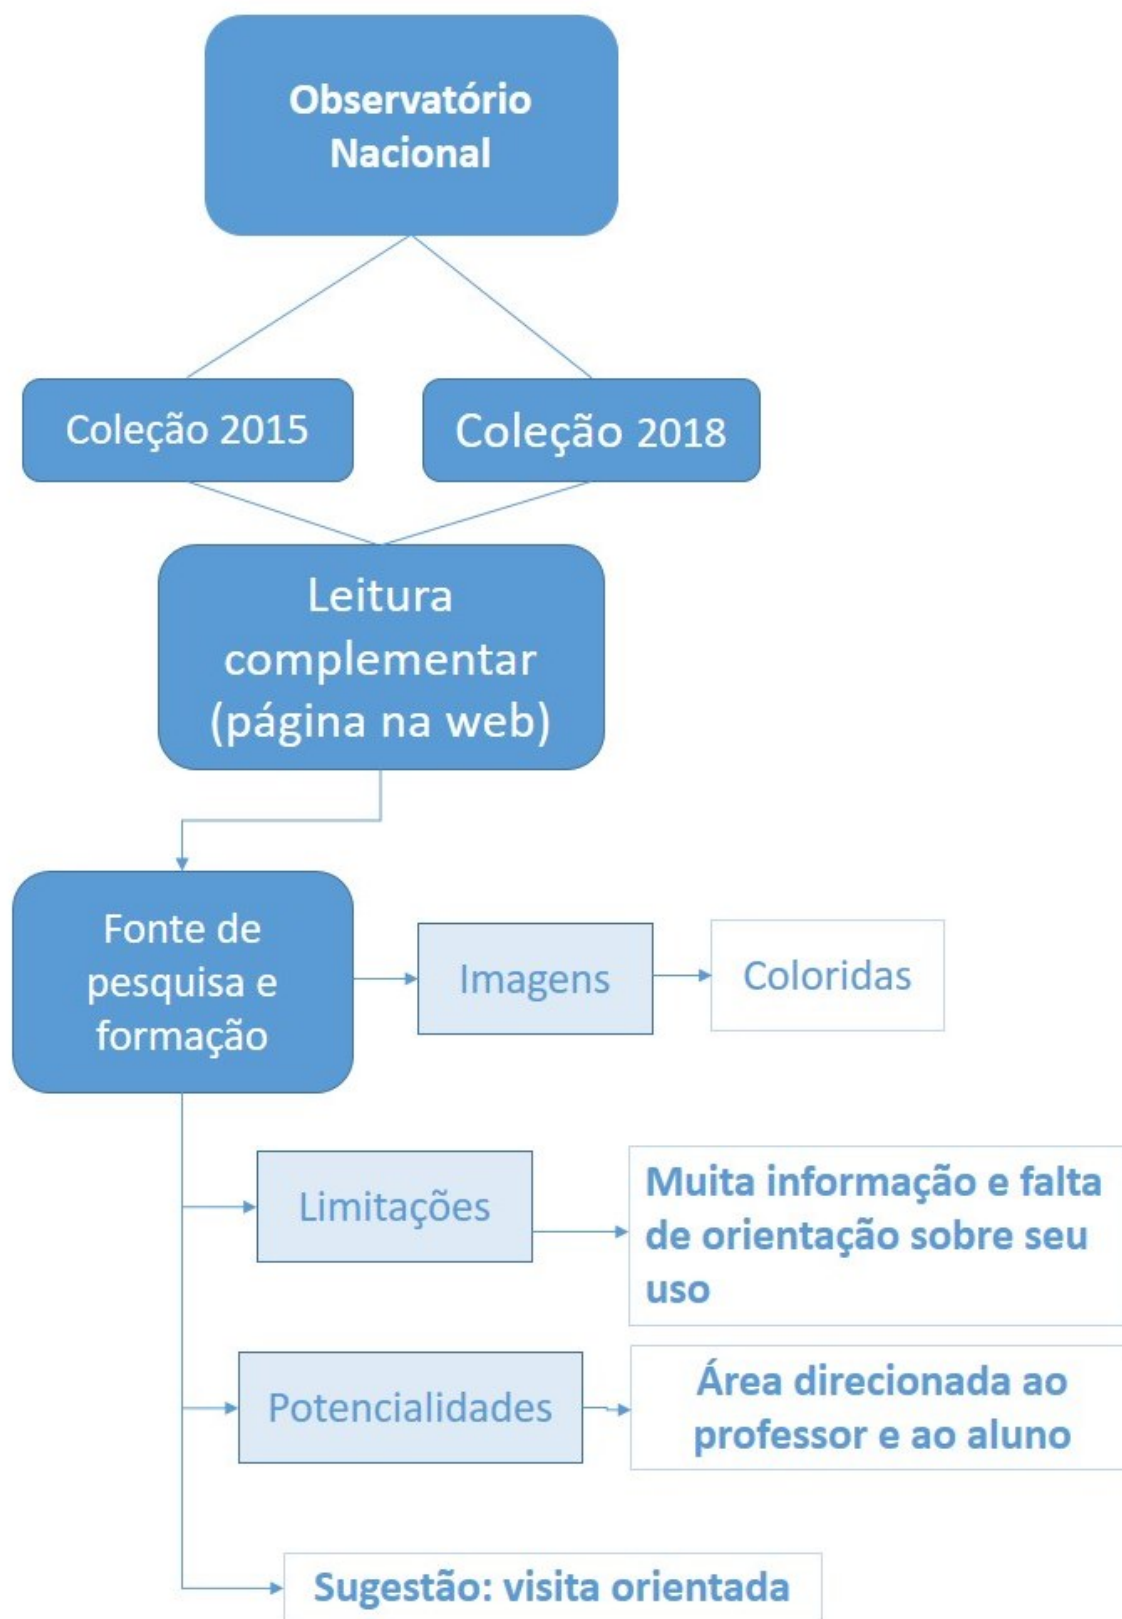 Observatório
Nacional
Coleção 2015
Coleção 2018
Leitura
complementar
(página na web)
Fonte de
pesquisa e
formação
Imagens
Coloridas
Limitações
Muita informação e falta
de orientação sobre seu
uso
Potencialidades
Área direcionada ao
professor e ao aluno
Sugestão: visita orientada